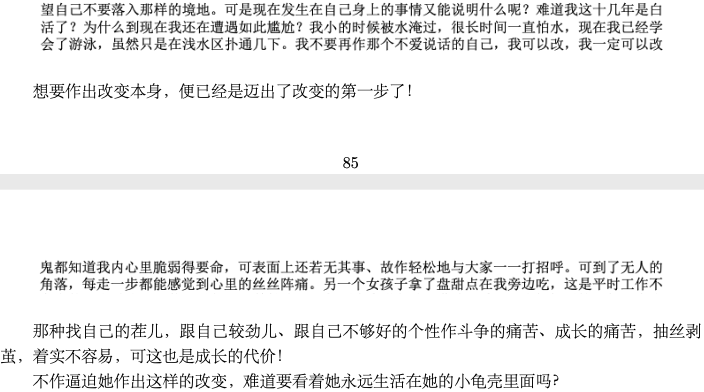 望自己不要落入那样的境地。可是现在发生在自己身上的事情又能说明什么呢？难道我这十几年是白
活了？为什么到现在我还在遭遇如此尴尬？我小的时候被水淹过，很长时间一直怕水，现在我已经学
会了游泳，虽然只是在浅水区扑通几下。我不要再作那个不爱说话的自己，我可以改，我一定可以改
想要作出改变本身，便已经是迈出了改变的第一步了！
85
鬼都知道我内心里脆弱得要命，可表面上还若无其事、故作轻松地与大家一一打招呼。可到了无人的
角落，每走一步都能感觉到心里的丝丝阵痛。另一个女孩子拿了盘甜点在我旁边吃，这是平时工作不
那种找自己的茬儿，跟自己较劲儿、跟自己不够好的个性作斗争的痛苦、成长的痛苦，抽丝剥
茧，着实不容易，可这也是成长的代价！
不作逼迫她作出这样的改变，难道要看着她永远生活在她的小龟壳里面吗?